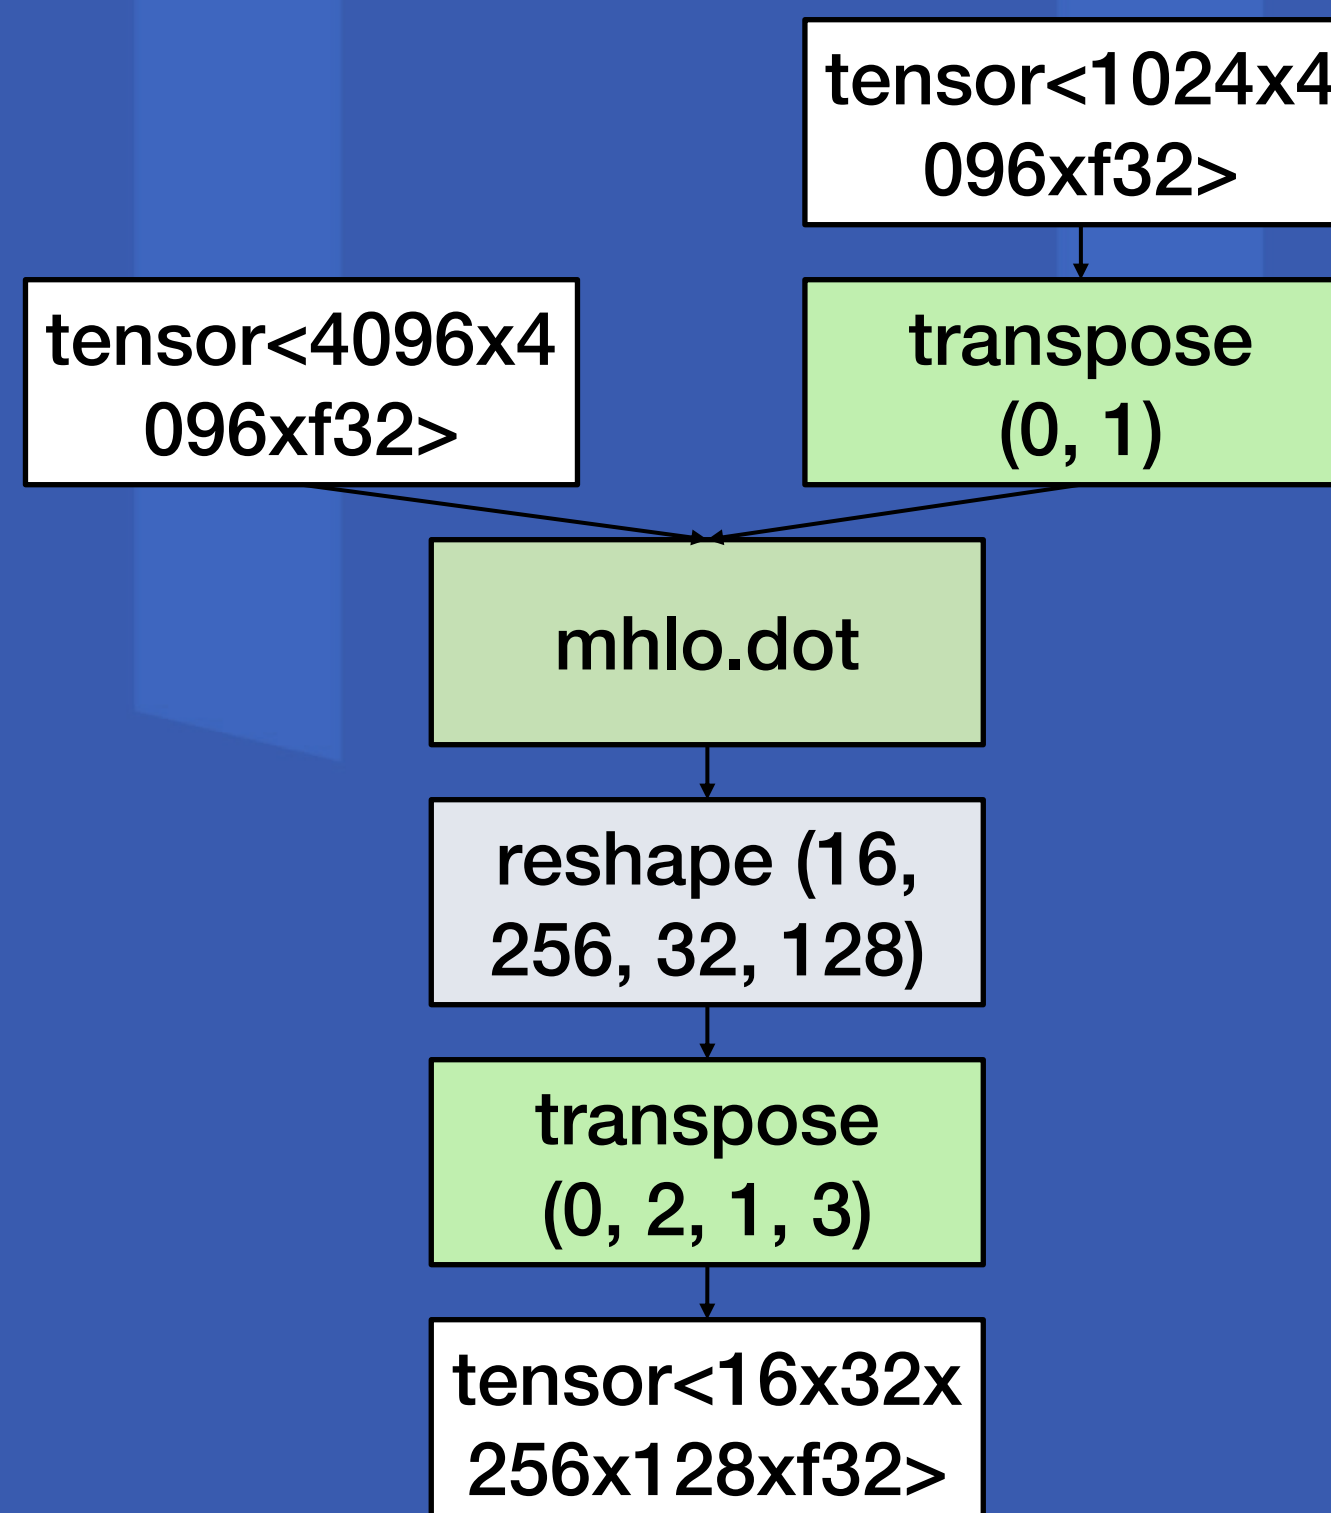 tensor<1024x4
096xf32>
tensor<4096x4
096xf32>
transpose
(0, 1)
mhlo.dot
reshape (16,
256, 32, 128)
transpose
(0, 2, 1, 3)
tensor<16x32x
256x128xf32>